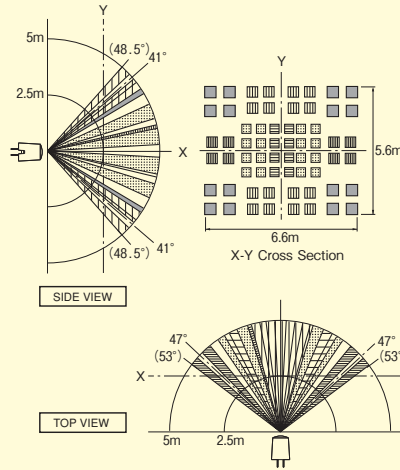 Y
5m
(48.5°)
41°
2.5m
X
41°
(48.5°)
SIDE VIEW
Y
5.6m
6.6m
X-Y Cross Section
47°
(53°)
47°
(53°)
X
TOP VIEW
5m
2.5m